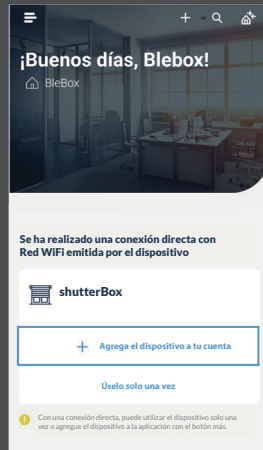 ¡Buenos días, Blebox!
BleBox
Se ha realizado una conexión directa con
Red WiFi emitida por el dispositivo
shutterBox
Agrega el dispositivo a tu cuenta
Úselo solo una vez
Con una conexión directa, puede utilizar el dispositivo solo una
vez o agregue el dispositivo a la aplicación con el botón más.